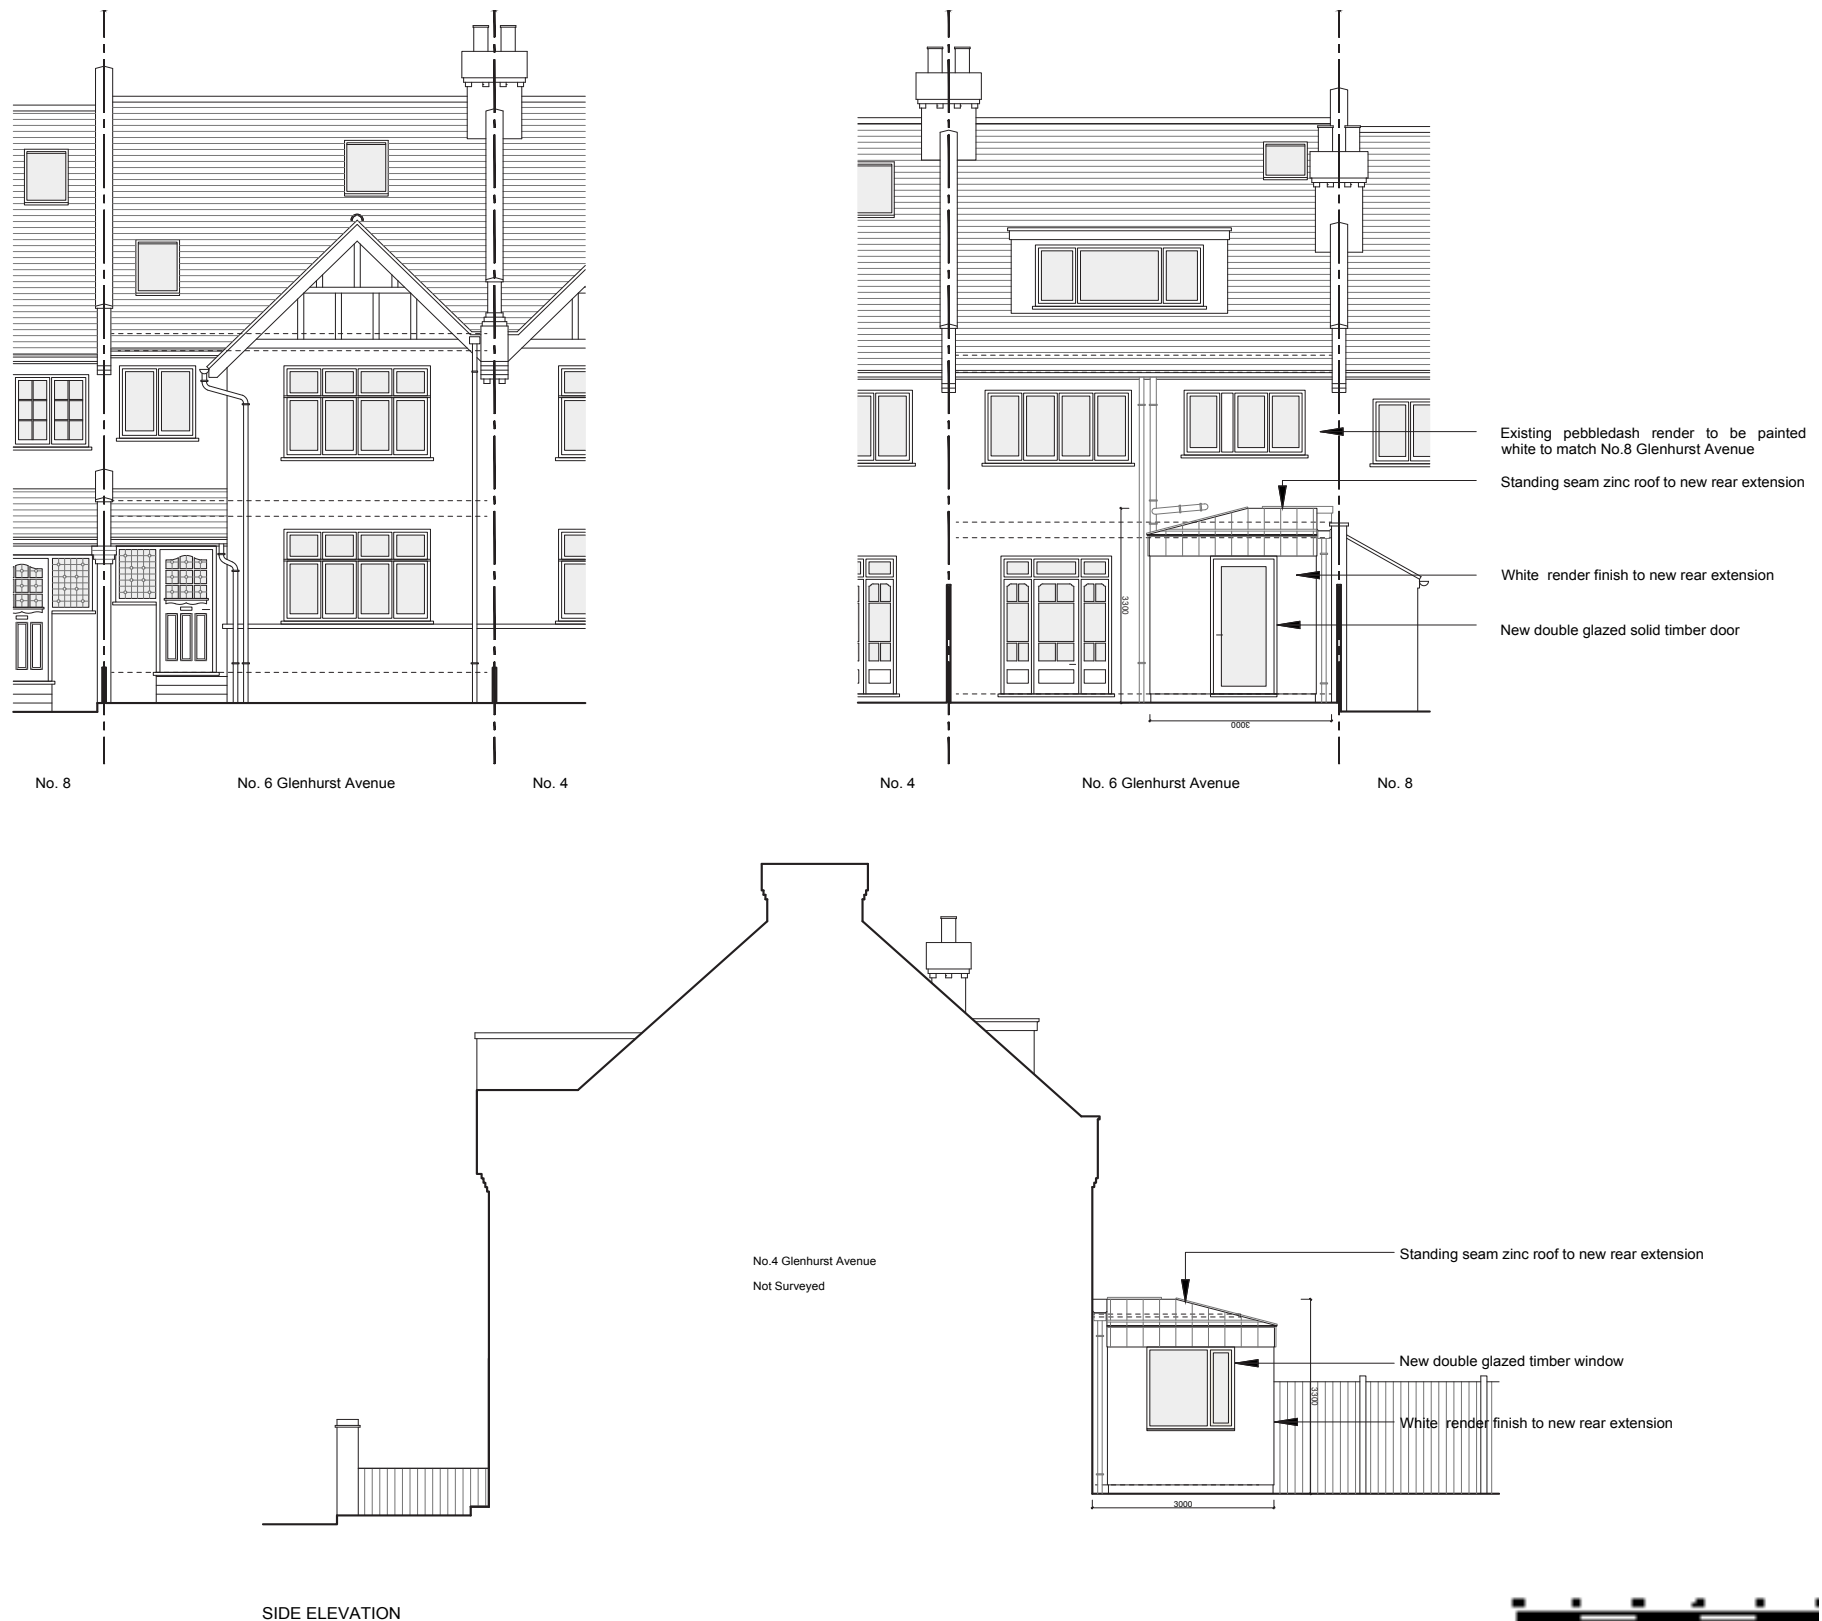 Existing pebbledash render to be painted
white to match No.8 Glenhurst Avenue
Standing seam zinc roof to new rear extension
White render finish to new rear extension
New double glazed solid timber door
3300
3000
No. 8
No. 6 Glenhurst Avenue
No. 4
No. 4
No. 6 Glenhurst Avenue
No. 8
No.4 Glenhurst Avenue
Not Surveyed
Standing seam zinc roof to new rear extension
New double glazed timber window
3300
White render finish to new rear extension
3000
SIDE ELEVATION